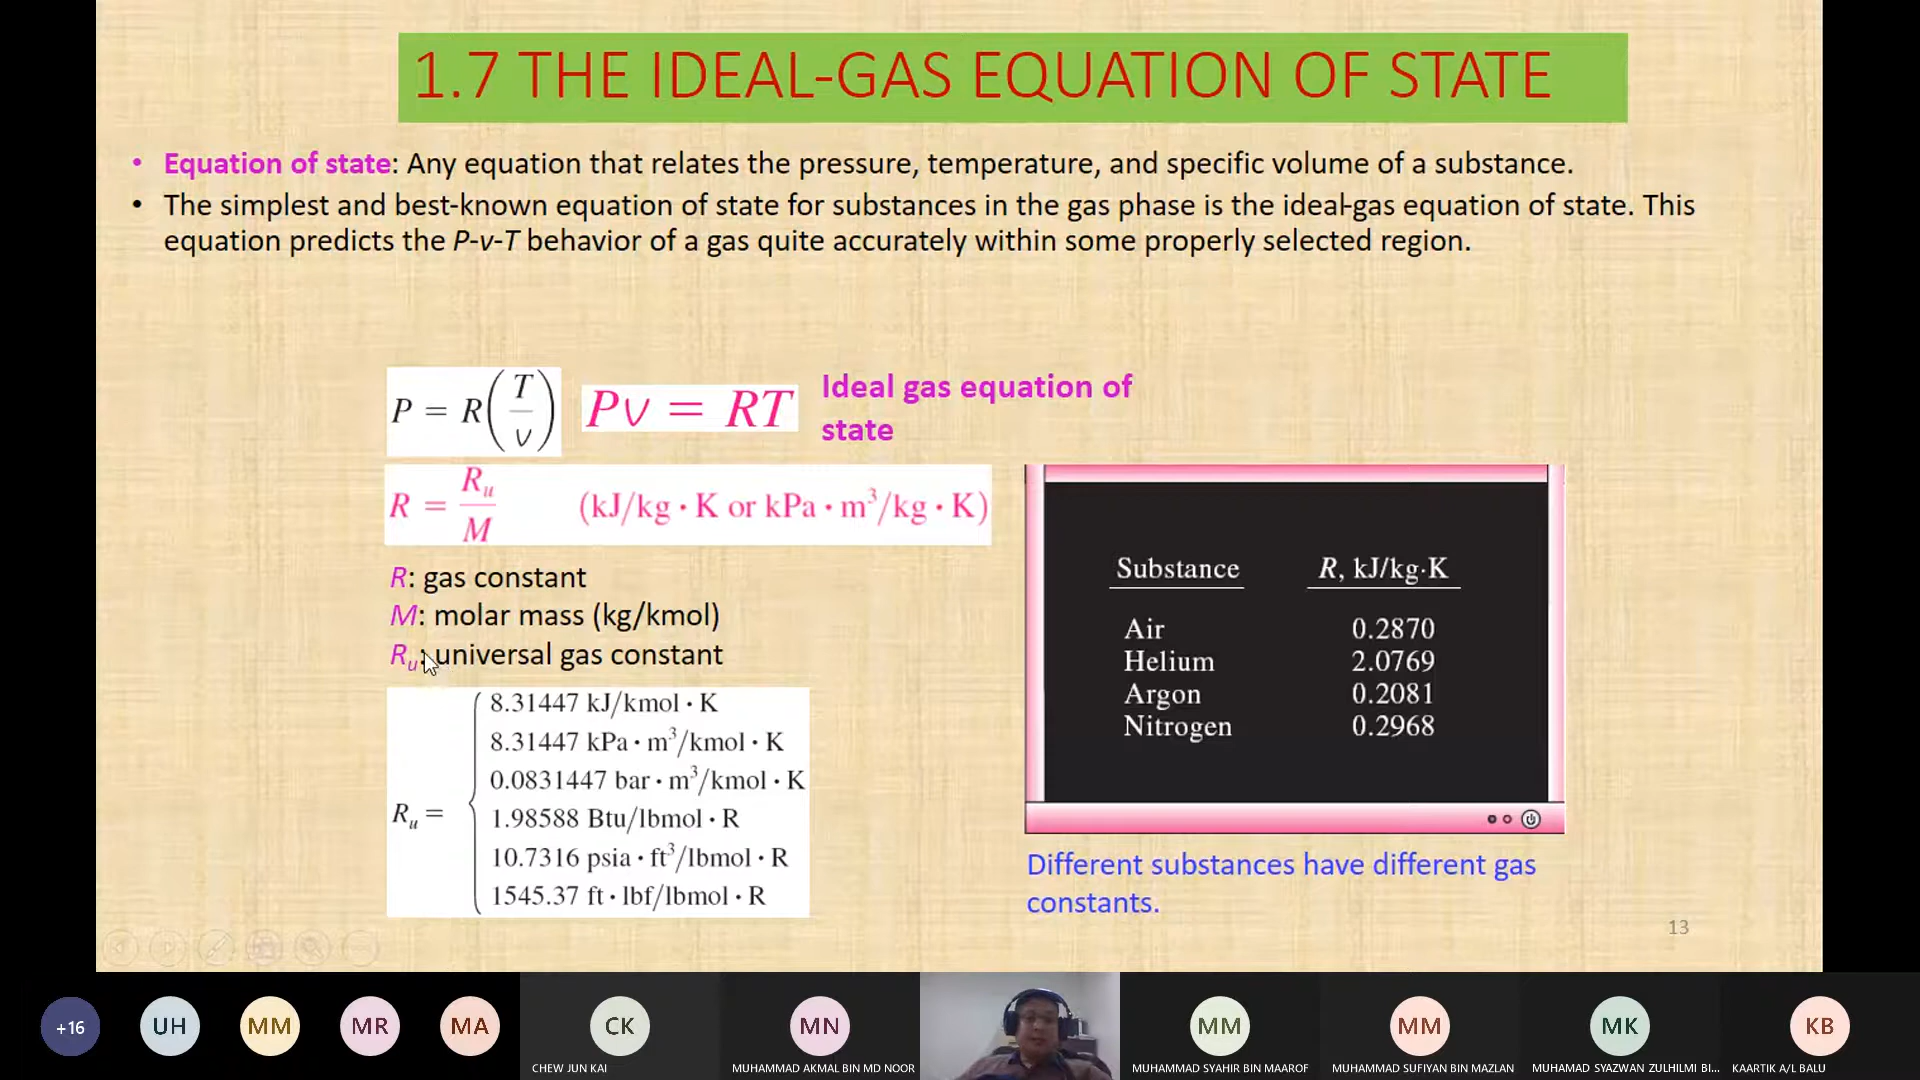 1.7 THE IDEAL-GAS EQUATION OF STATE
• Equation of state: Any equation that relates the pressure, temperature, and specific volume of a substance.
• The simplest and best-known equation of state for substances in the gas phase is the ideal-gas equation of state. This
equation predicts the P-v-T behavior of a gas quite accurately within some properly selected region.
P = R(T/v)
Pv = RT
Ideal gas equation of
state
R = R_u/M (kJ/kg · K or kPa · m³/kg · K)
R: gas constant
M: molar mass (kg/kmol)
R_u: universal gas constant
R_u =
8.31447 kJ/kmol · K
8.31447 kPa · m³/kmol · K
0.0831447 bar · m³/kmol · K
1.98588 Btu/lbmol · R
10.7316 psia · ft³/lbmol · R
1545.37 ft · lbf/lbmol · R
Substance R, kJ/kg·K
Air 0.2870
Helium 2.0769
Argon 0.2081
Nitrogen 0.2968
Different substances have different gas
constants.
13
+16 UH MM MR MA CK MN MM MM MK KB
CHEW JUN KAI MUHAMMAD AKMAL BIN MD NOOR MUHAMMAD SYAHIR BIN MAAROF MUHAMMAD SUFIYAN BIN MAZLAN MUHAMAD SYAZWAN ZULHILMI BI... KAARTIK A/L BALU